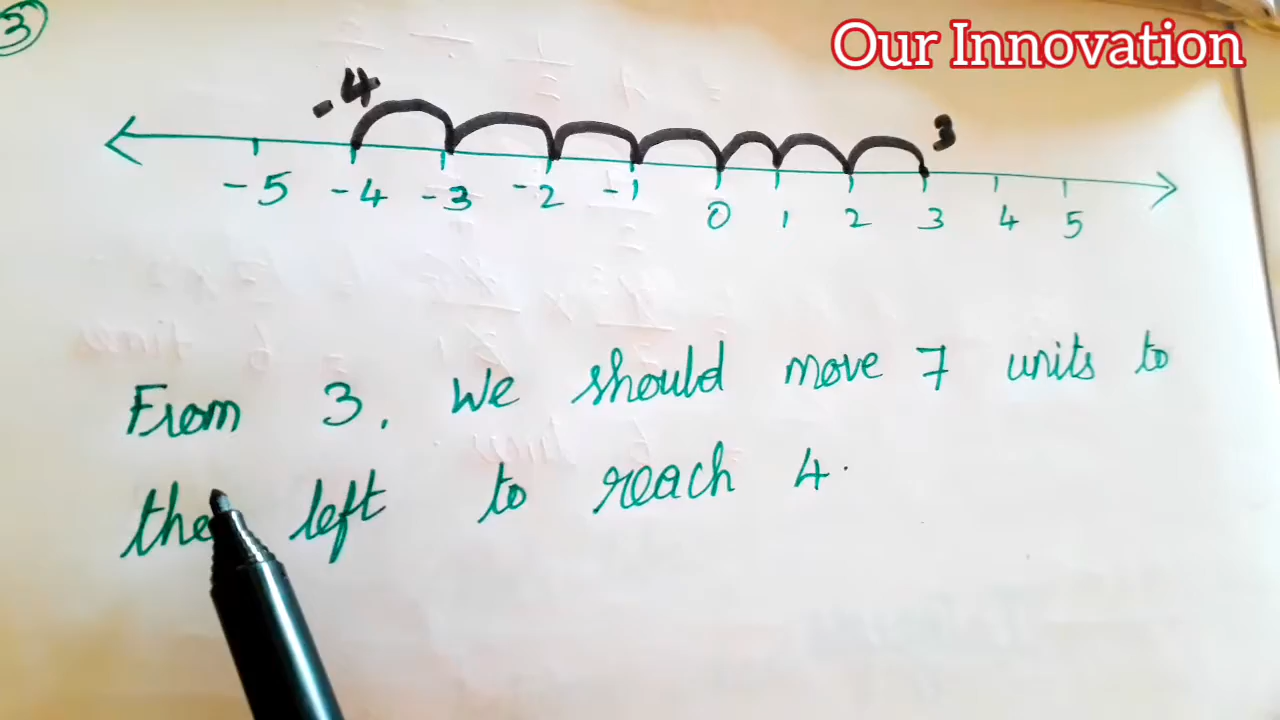 3
Our Innovation
-4 3
-5 -4 -3 -2 -1 0 1 2 3 4 5
From 3. We should move 7 units to
the left to reach 4.